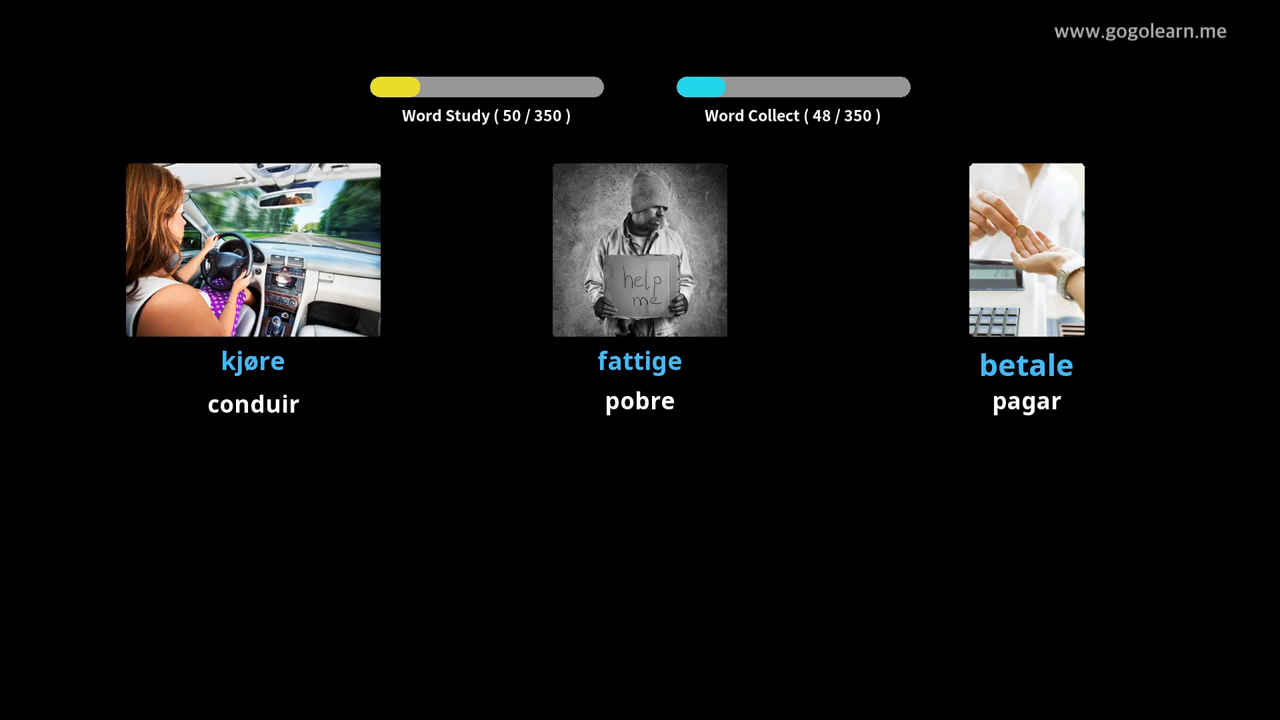 www.gogolearn.me
Word Study ( 50 / 350 )
Word Collect ( 48 / 350 )
help
me
kjøre
fattige
betale
conduir
pobre
pagar